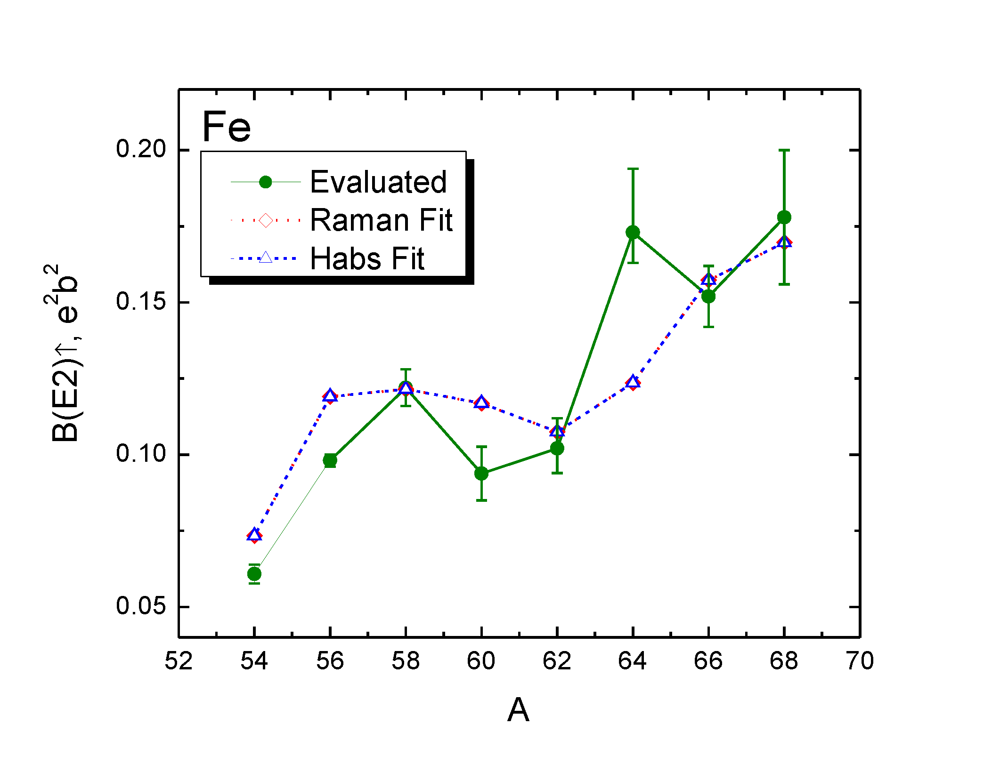 Fe
Evaluated
Raman Fit
Habs Fit
B(E2)↑, e²b²
0.20
0.15
0.10
0.05
52 54 56 58 60 62 64 66 68 70
A